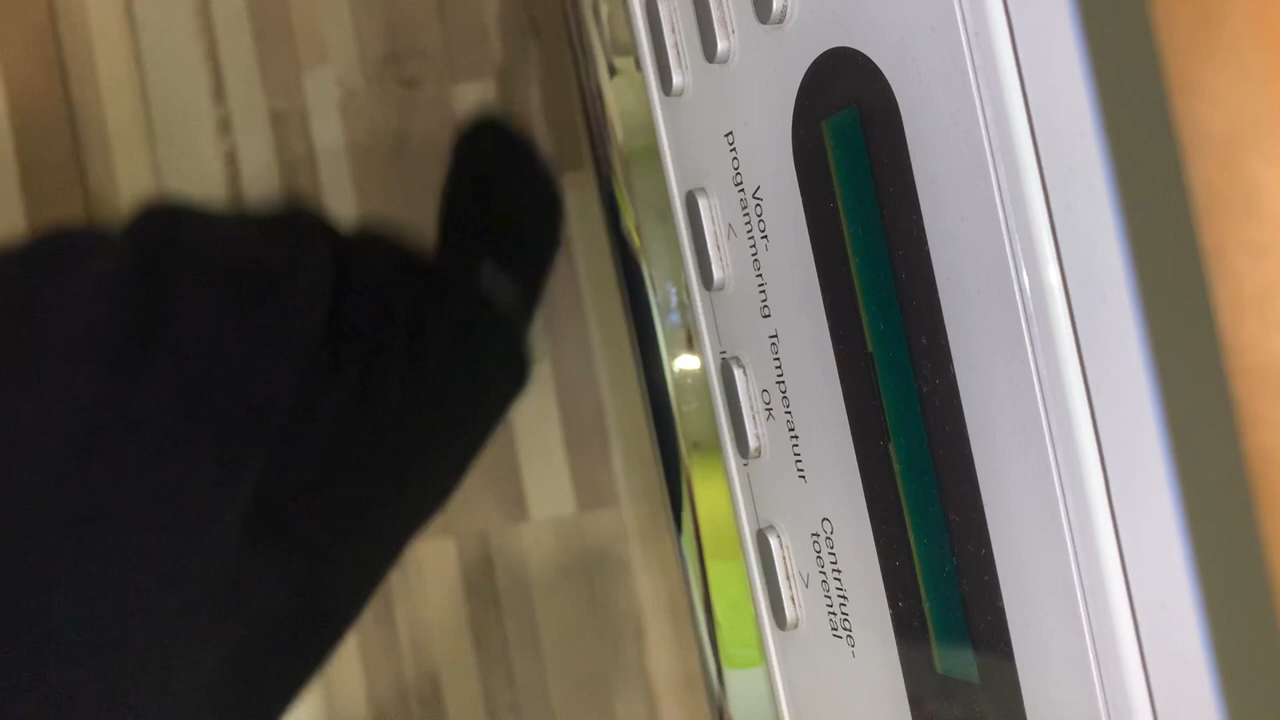 Voor-
programmering
<
Temperatuur
OK
Centrifuge-
toerental
>